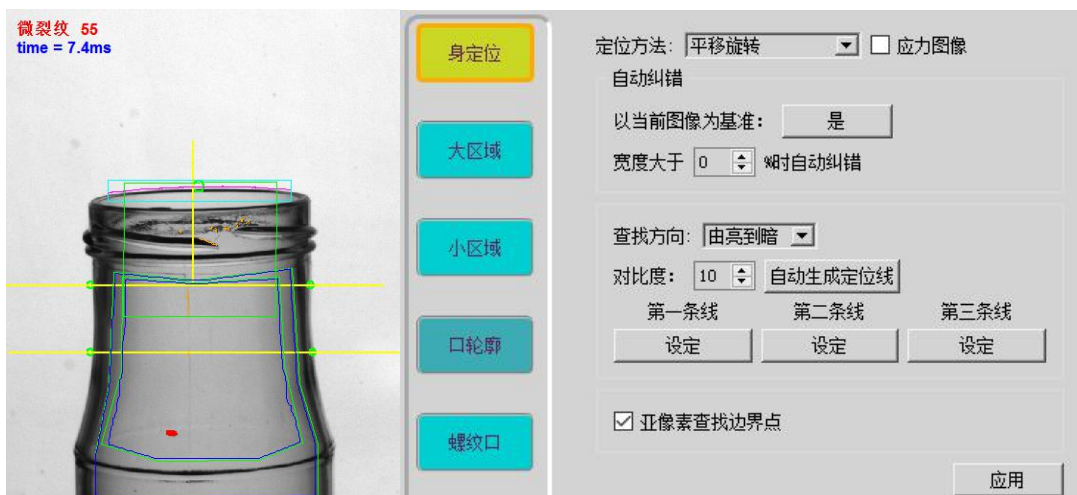 微裂纹 55
time = 7.4ms
身定位
大区域
小区域
口轮廓
螺纹口
定位方法: 平移旋转 应力图像
自动纠错
以当前图像为基准: 是
宽度大于 0 %时自动纠错
查找方向: 由亮到暗
对比度: 10 自动生成定位线
第一条线 第二条线 第三条线
设定 设定 设定
亚像素查找边界点
应用